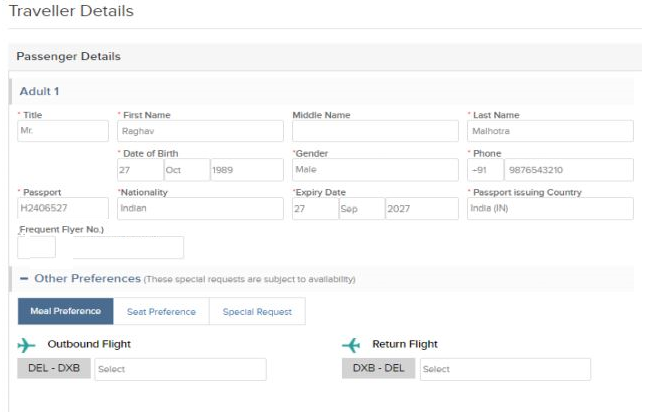 Traveller Details
Passenger Details
Adult 1
* Title * First Name Middle Name * Last Name
Mr. Raghav Malhotra
* Date of Birth *Gender * Phone
27 Oct 1989 Male +91 9876543210
* Passport *Nationality *Expiry Date * Passport issuing Country
H2406527 Indian 27 Sep 2027 India (IN)
Frequent Flyer No.)
− Other Preferences (These special requests are subject to availability)
Meal Preference Seat Preference Special Request
Outbound Flight Return Flight
DEL - DXB Select DXB - DEL Select